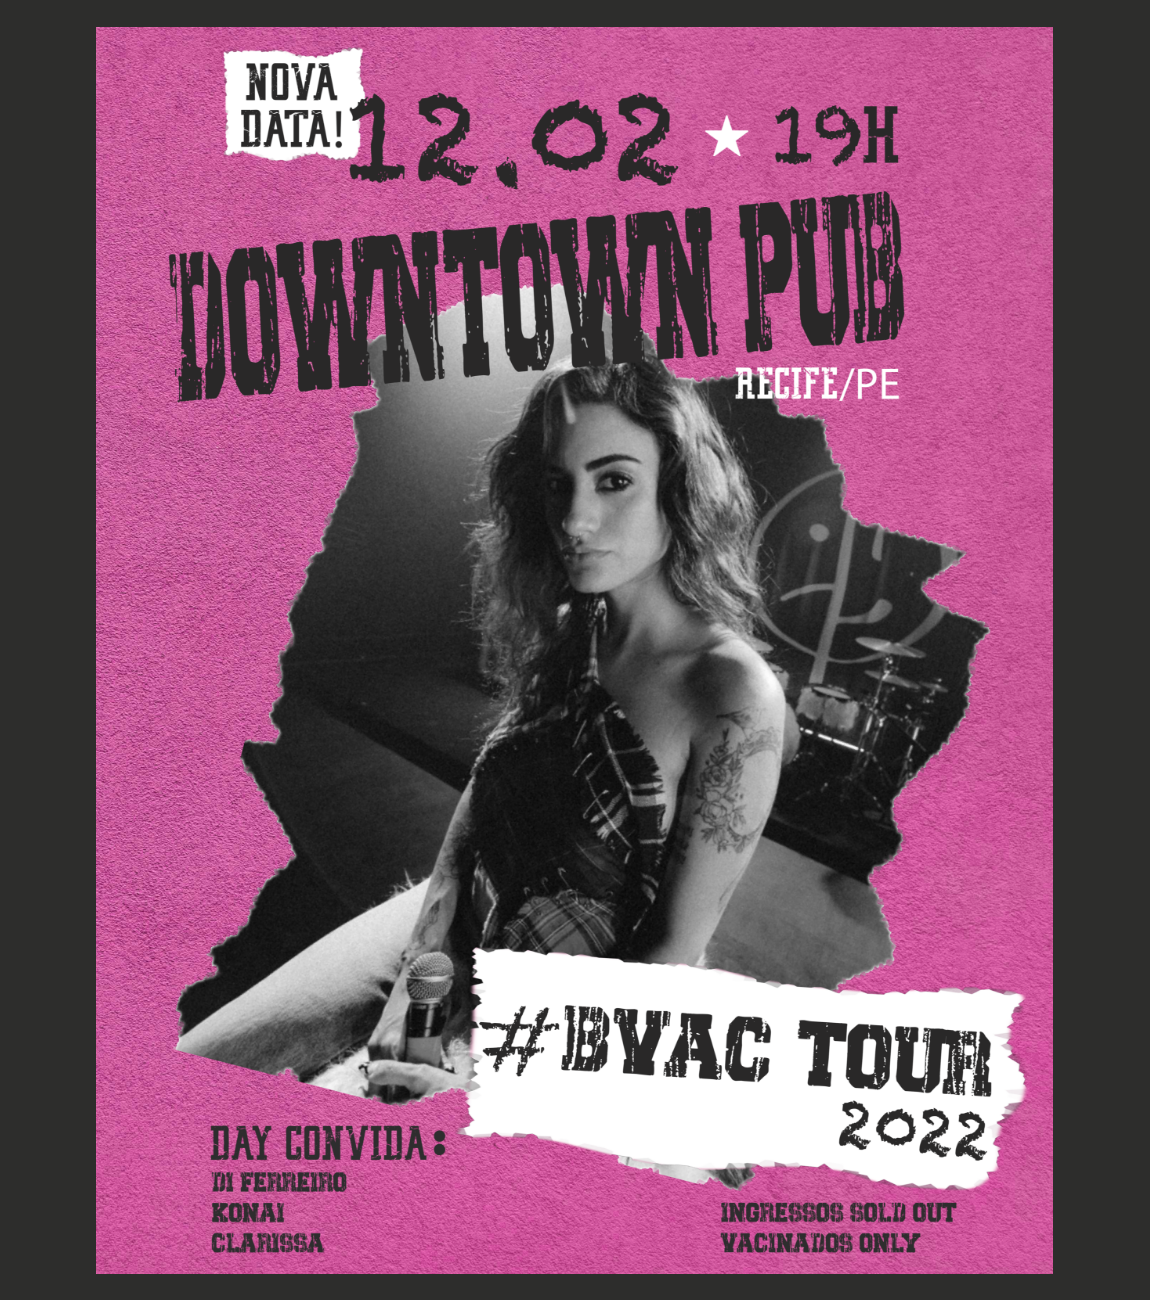 NOVA
DATA!
12.02 ★ 19H
DOWNTOWN PUB
RECIFE/PE
#BVAC TOUR
2022
DAY CONVIDA:
DI FERREIRO
KONAI
CLARISSA
INGRESSOS SOLD OUT
VACINADOS ONLY